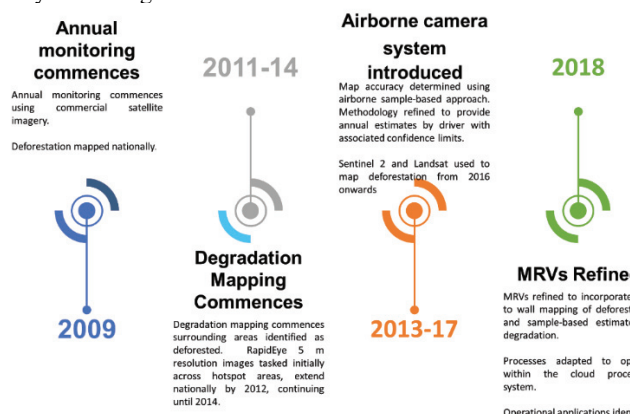 Annual
monitoring
commences
Annual monitoring commences
using commercial satellite
imagery.
Deforestation mapped nationally.
2009
2011-14
Degradation
Mapping
Commences
Degradation mapping commences
surrounding areas identified as
deforested. RapidEye 5 m
resolution images tasked initially
across hotspot areas, extend
nationally by 2012, continuing
until 2014.
Airborne camera
system
introduced
Map accuracy determined using
airborne sample-based approach.
Methodology refined to provide
annual estimates by driver with
associated confidence limits.
Sentinel 2 and Landsat used to
map deforestation from 2016
onwards
2013-17
2018
MRVs Refine
MRVs refined to incorporate
to wall mapping of deforest
and sample-based estimate
degradation.
Processes adapted to op
within the cloud proce
system.